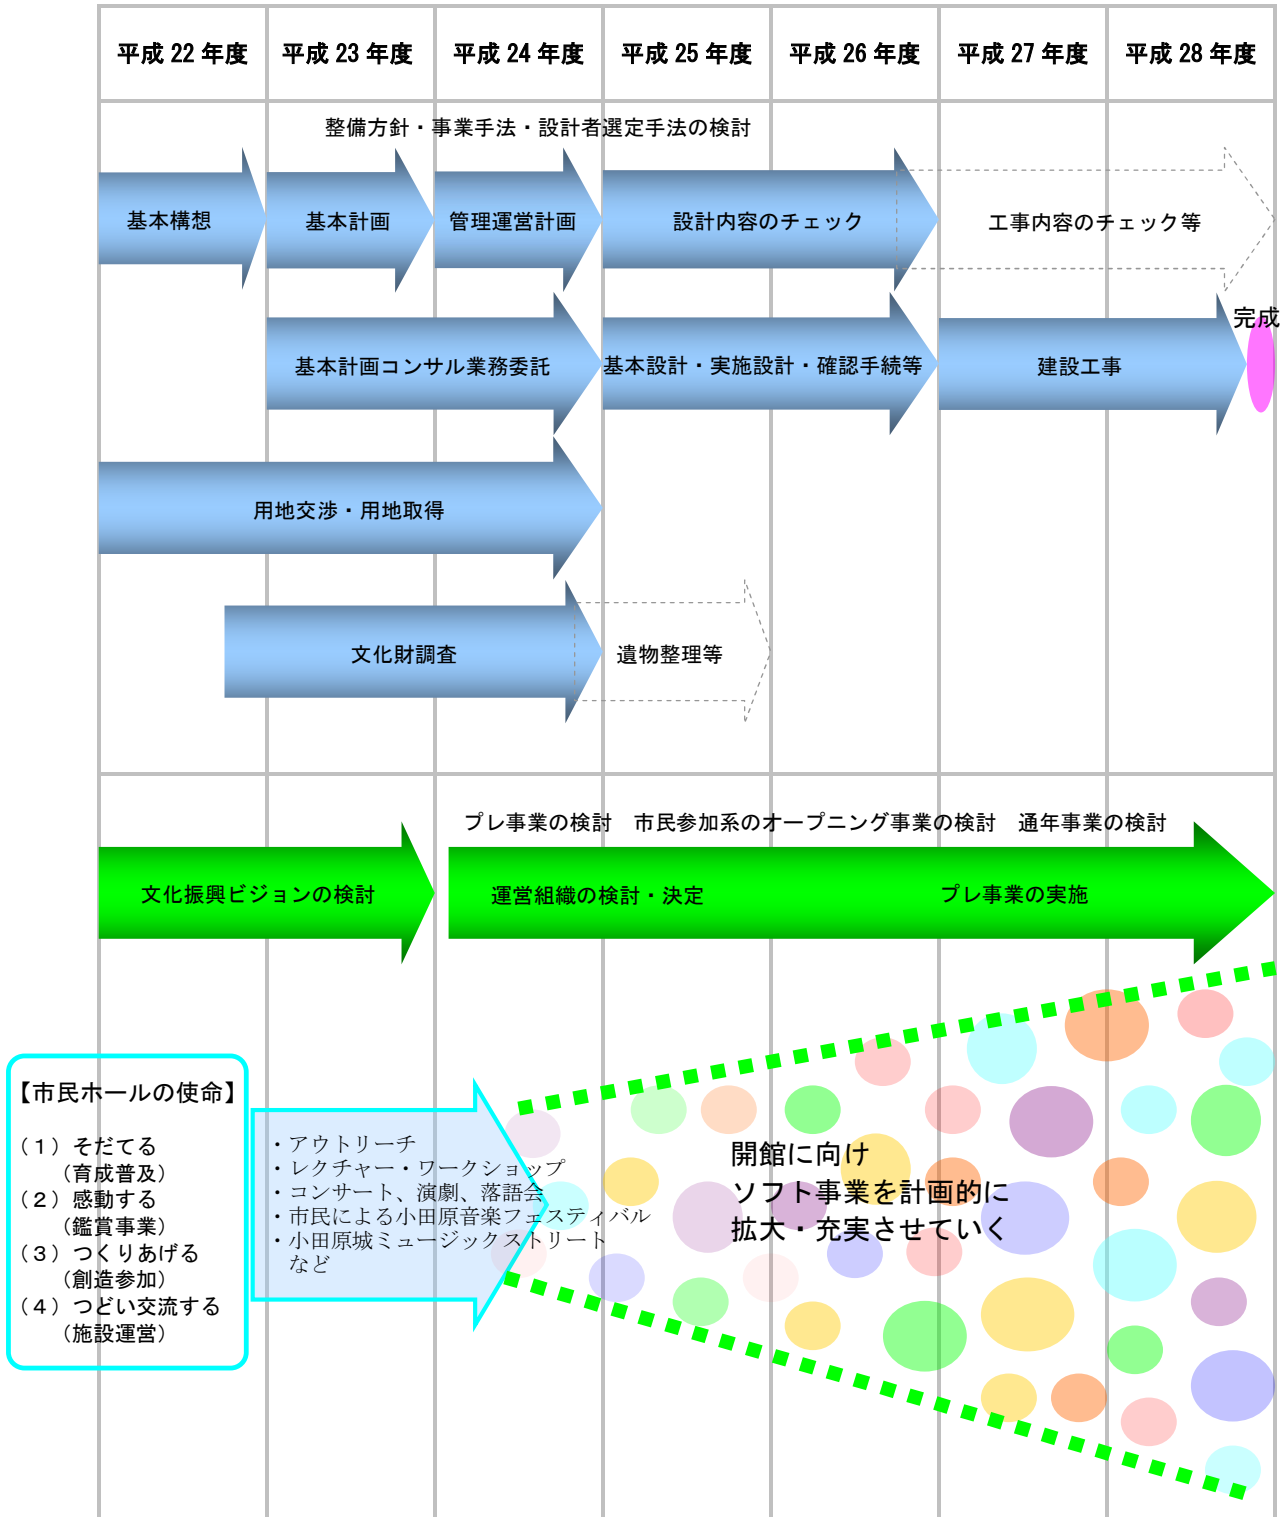 平成 22 年度 平成 23 年度 平成 24 年度 平成 25 年度 平成 26 年度 平成 27 年度 平成 28 年度
整備方針・事業手法・設計者選定手法の検討
基本構想 基本計画 管理運営計画 設計内容のチェック 工事内容のチェック等
完成
基本計画コンサル業務委託 基本設計・実施設計・確認手続等 建設工事
用地交渉・用地取得
文化財調査 遺物整理等
プレ事業の検討 市民参加系のオープニング事業の検討 通年事業の検討
文化振興ビジョンの検討 運営組織の検討・決定 プレ事業の実施
【市民ホールの使命】
（１）そだてる
（育成普及）
（２）感動する
（鑑賞事業）
（３）つくりあげる
（創造参加）
（４）つどい交流する
（施設運営）
・アウトリーチ
・レクチャー・ワークショップ
・コンサート、演劇、落語会
・市民による小田原音楽フェスティバル
・小田原城ミュージックストリート
など
開館に向け
ソフト事業を計画的に
拡大・充実させていく